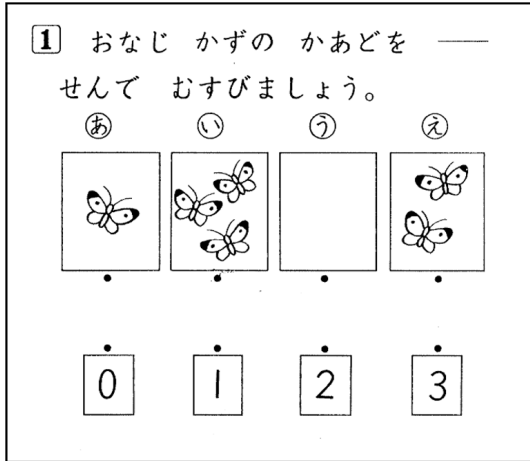 1 おなじ かずの かあどを ――
せんで むすびましょう。
あ い う え
0 1 2 3